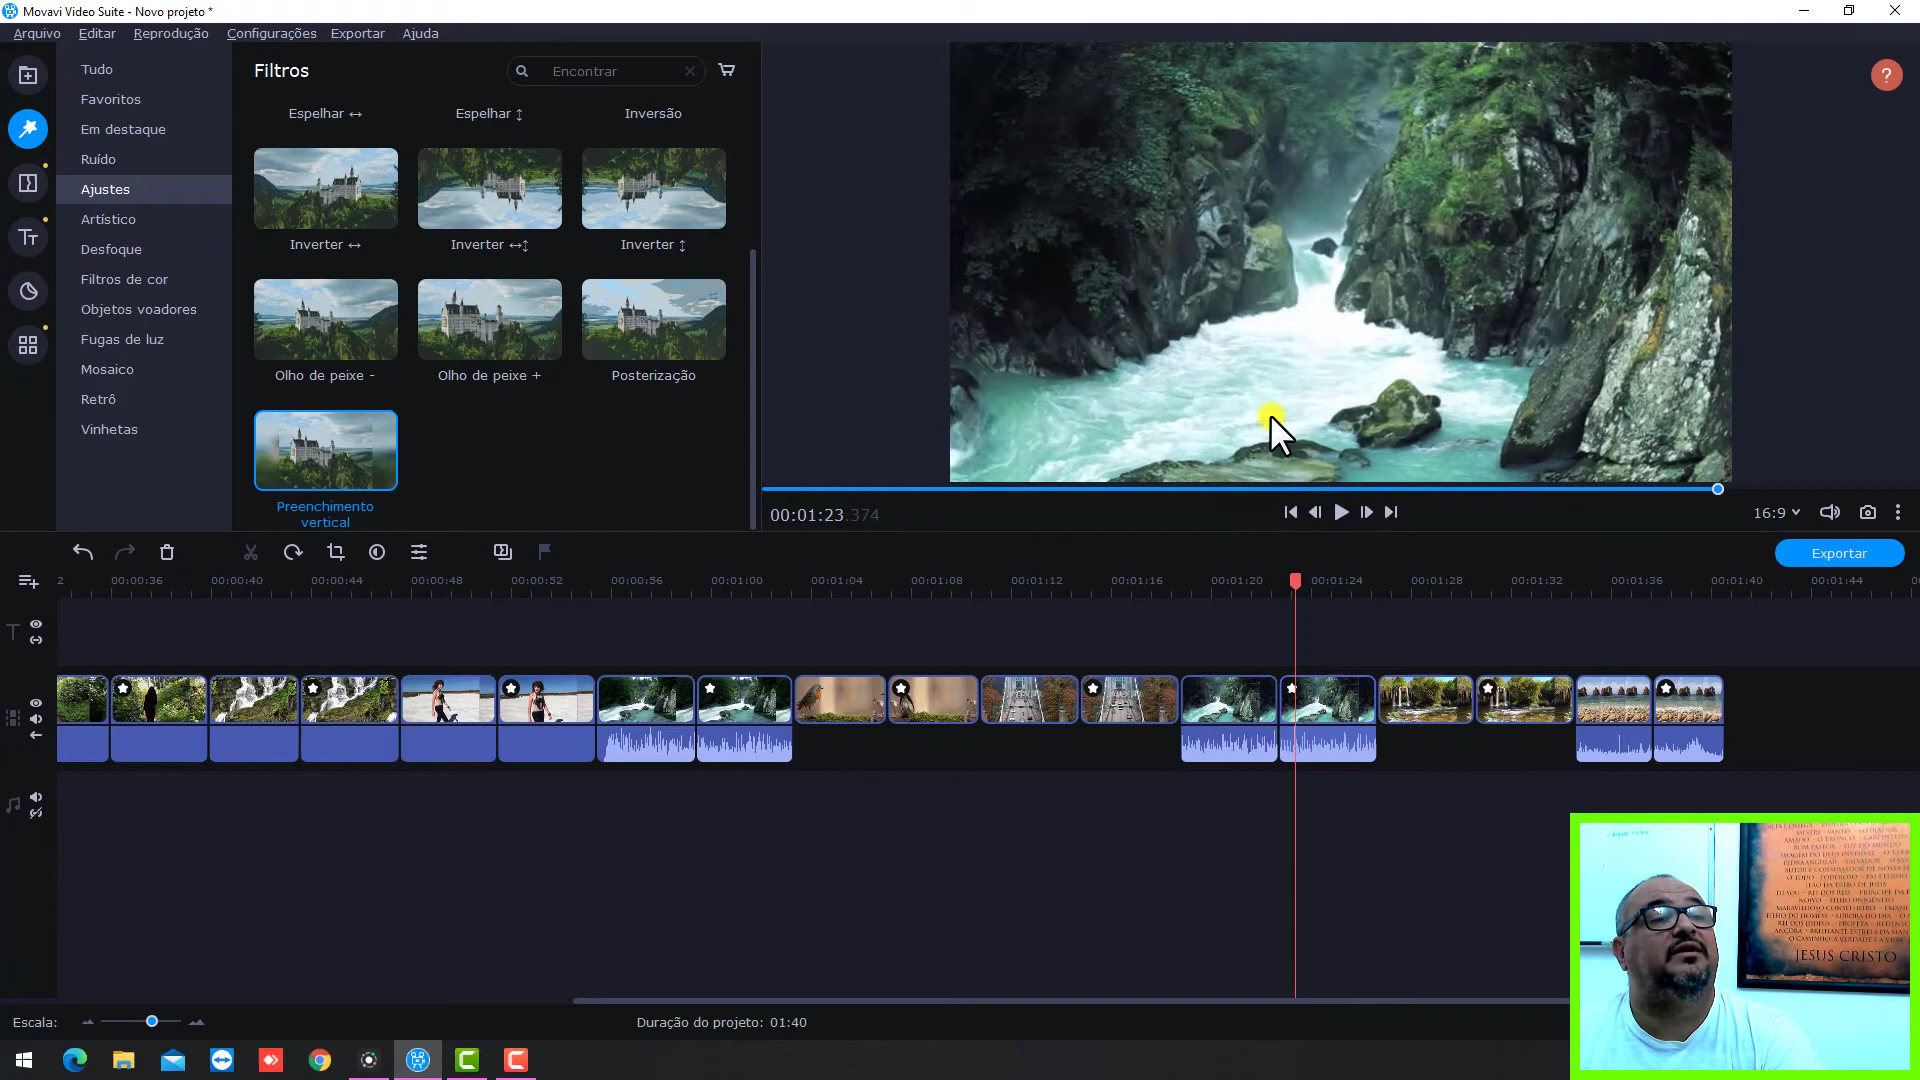 Movavi Video Suite - Novo projeto *
Arquivo Editar Reprodução Configurações Exportar Ajuda
Tudo
Favoritos
Em destaque
Ruído
Ajustes
Artístico
Desfoque
Filtros de cor
Objetos voadores
Fugas de luz
Mosaico
Retrô
Vinhetas
Filtros
Encontrar
Espelhar ↔ Espelhar ↕ Inversão
Inverter ↔ Inverter ↔↕ Inverter ↕
Olho de peixe - Olho de peixe + Posterização
Preenchimento
vertical
?
00:01:23.374
16:9
Exportar
2 00:00:36 00:00:40 00:00:44 00:00:48 00:00:52 00:00:56 00:01:00 00:01:04 00:01:08 00:01:12 00:01:16 00:01:20 00:01:24 00:01:28 00:01:32 00:01:36 00:01:40 00:01:44
Escala:
Duração do projeto: 01:40
JESUS CRISTO